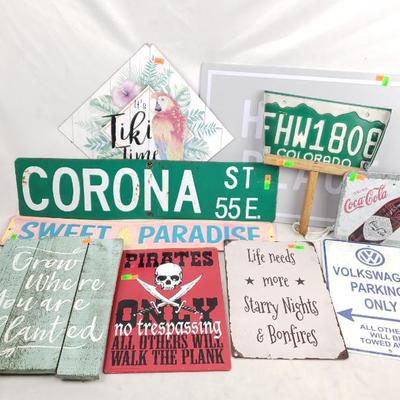 It's
Tiki
Time
FHW1808
COLORADO
CORONA ST
55 E.
Coca-Cola
SWEET PARADISE
Grow
Where
You are
Planted
PIRATES
ONLY
no trespassing
ALL OTHERS WILL
WALK THE PLANK
Life needs
more
Starry Nights
& Bonfires
VOLKSWAG
PARKING
ONLY
ALL OTHE
WILL BE
TOWED A